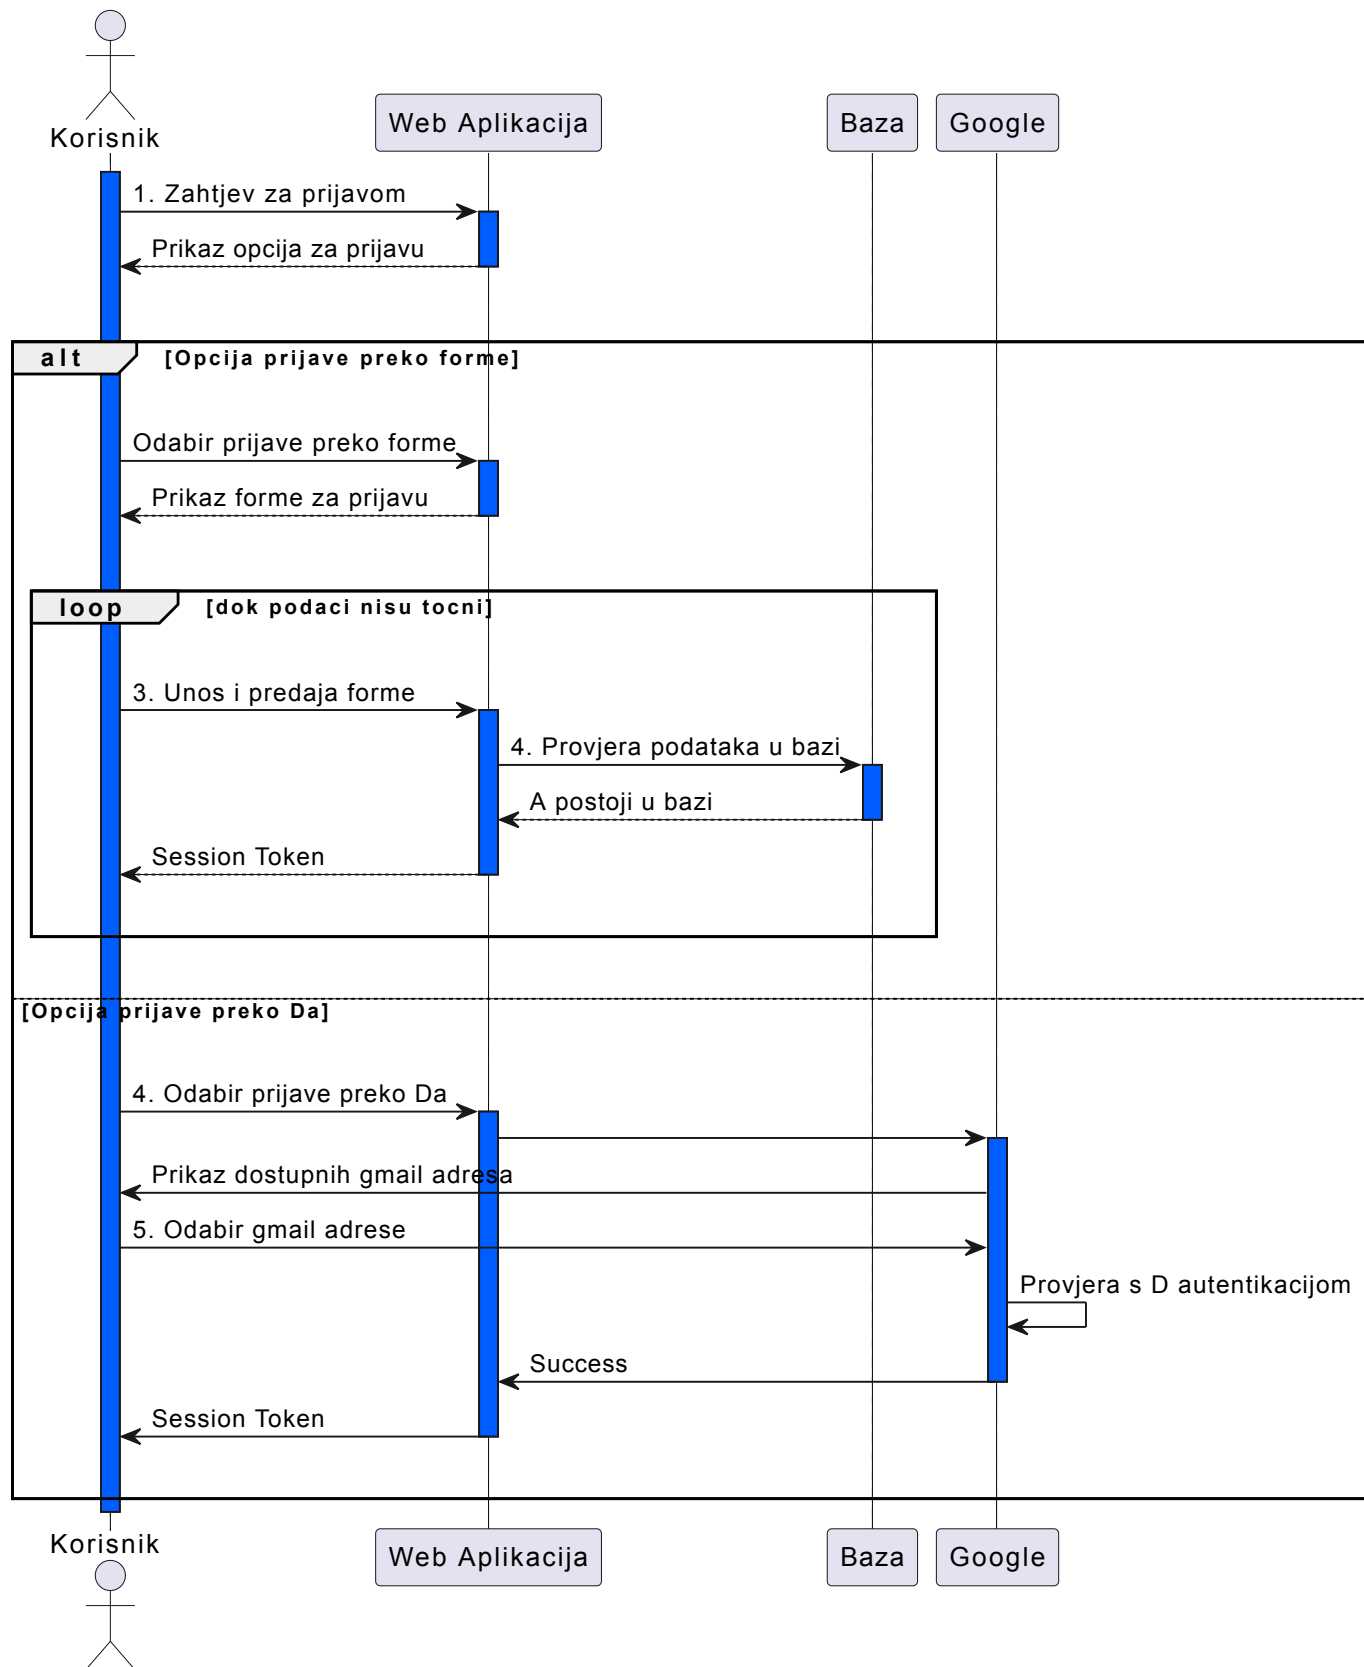 Korisnik
Web Aplikacija
Baza
Google
1. Zahtjev za prijavom
Prikaz opcija za prijavu
alt
[Opcija prijave preko forme]
Odabir prijave preko forme
Prikaz forme za prijavu
loop
[dok podaci nisu tocni]
3. Unos i predaja forme
4. Provjera podataka u bazi
A postoji u bazi
Session Token
[Opcija prijave preko Da]
4. Odabir prijave preko Da
Prikaz dostupnih gmail adresa
5. Odabir gmail adrese
Provjera s D autentikacijom
Success
Session Token
Korisnik
Web Aplikacija
Baza
Google